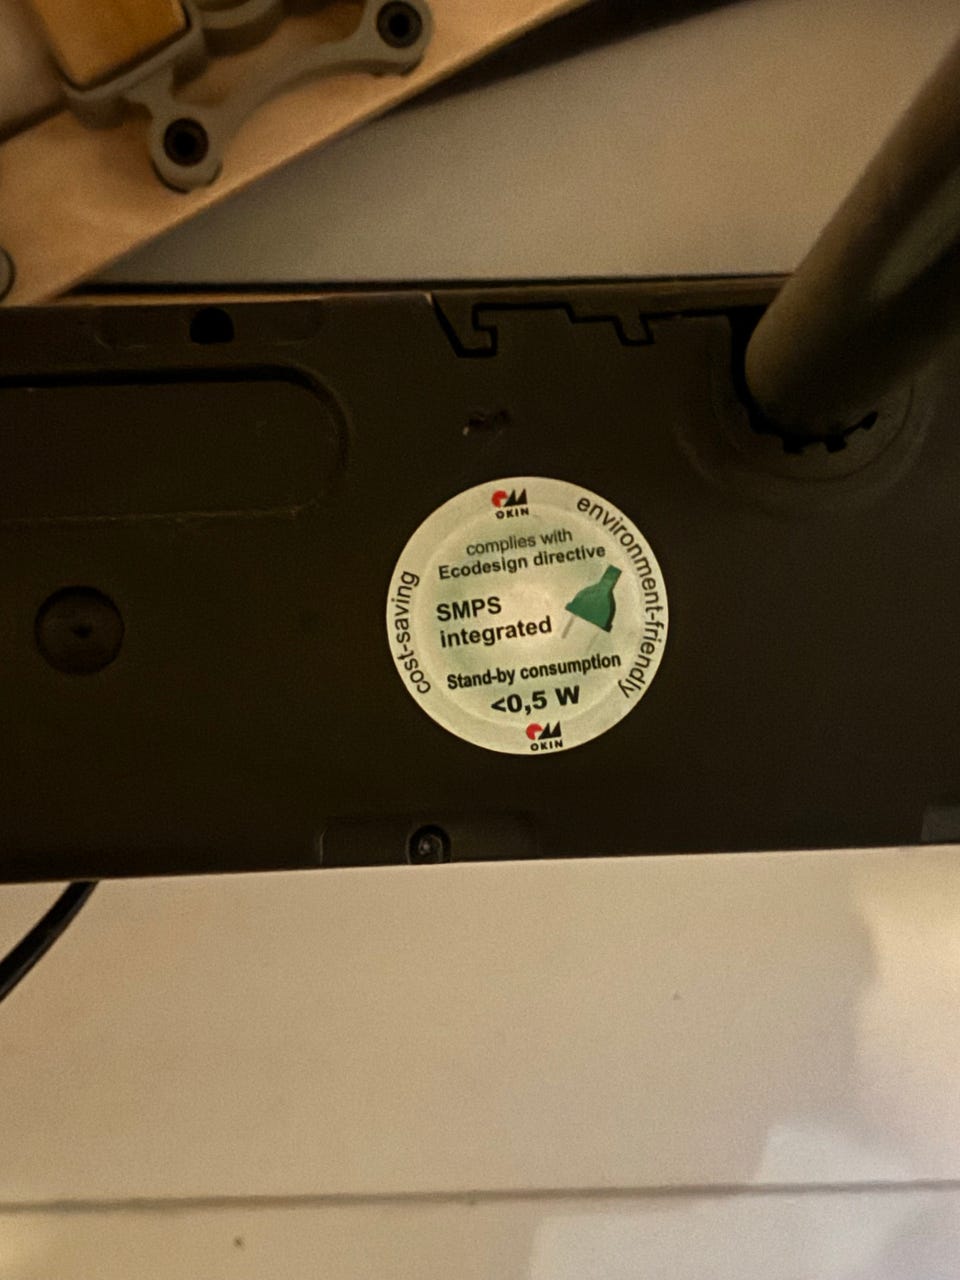 OKIN
complies with
Ecodesign directive
SMPS
integrated
Stand-by consumption
<0,5 W
OKIN
cost-saving
environment-friendly